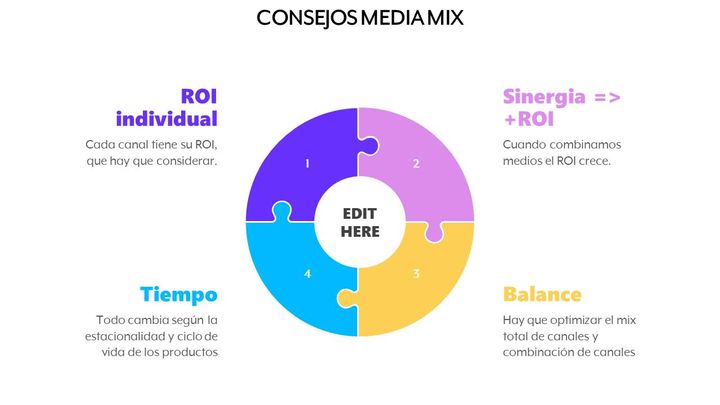 CONSEJOS MEDIA MIX
ROI
individual
Cada canal tiene su ROI,
que hay que considerar.
Sinergia =>
+ROI
Cuando combinamos
medios el ROI crece.
1
2
EDIT
HERE
4
3
Tiempo
Todo cambia según la
estacionalidad y ciclo de
vida de los productos
Balance
Hay que optimizar el mix
total de canales y
combinación de canales